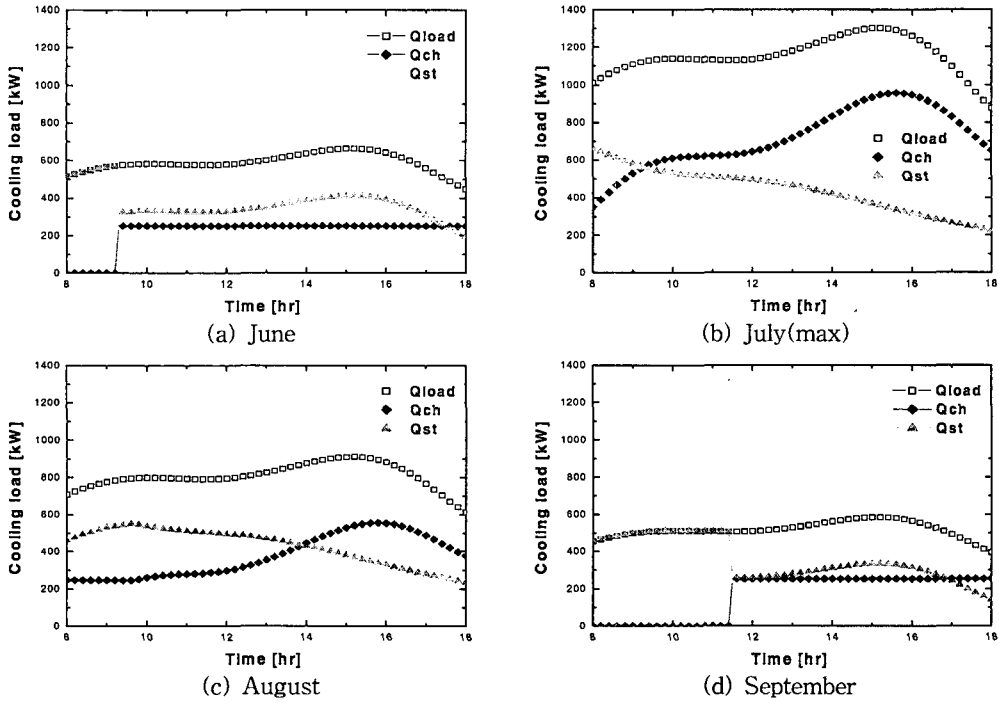 1400
1200
1000
800
600
400
200
0
Cooling load [kW]
Qload
Qch
Qst
8 10 12 14 16 18
Time [hr]
(a) June
1400
1200
1000
800
600
400
200
0
Cooling load [kW]
Qload
Qch
Qst
8 10 12 14 16 18
Time [hr]
(b) July(max)
1400
1200
1000
800
600
400
200
0
Cooling load [kW]
Qload
Qch
Qst
8 10 12 14 16 18
Time [hr]
(c) August
1400
1200
1000
800
600
400
200
0
Cooling load [kW]
Qload
Qch
Qst
8 10 12 14 16 18
Time [hr]
(d) September